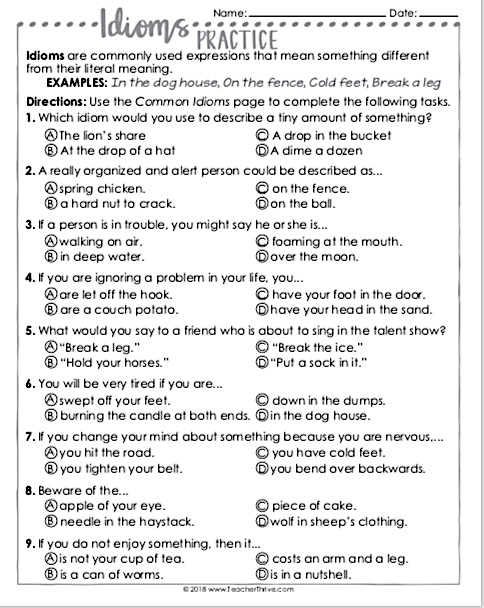 Name: Date:
Idioms PRACTICE
Idioms are commonly used expressions that mean something different
from their literal meaning.
EXAMPLES: In the dog house, On the fence, Cold feet, Break a leg
Directions: Use the Common Idioms page to complete the following tasks.
1. Which idiom would you use to describe a tiny amount of something?
Ⓐ The lion's share Ⓒ A drop in the bucket
Ⓑ At the drop of a hat Ⓓ A dime a dozen
2. A really organized and alert person could be described as...
Ⓐ spring chicken. Ⓒ on the fence.
Ⓑ a hard nut to crack. Ⓓ on the ball.
3. If a person is in trouble, you might say he or she is...
Ⓐ walking on air. Ⓒ foaming at the mouth.
Ⓑ in deep water. Ⓓ over the moon.
4. If you are ignoring a problem in your life, you...
Ⓐ are let off the hook. Ⓒ have your foot in the door.
Ⓑ are a couch potato. Ⓓ have your head in the sand.
5. What would you say to a friend who is about to sing in the talent show?
Ⓐ "Break a leg." Ⓒ "Break the ice."
Ⓑ "Hold your horses." Ⓓ "Put a sock in it."
6. You will be very tired if you are...
Ⓐ swept off your feet. Ⓒ down in the dumps.
Ⓑ burning the candle at both ends. Ⓓ in the dog house.
7. If you change your mind about something because you are nervous,...
Ⓐ you hit the road. Ⓒ you have cold feet.
Ⓑ you tighten your belt. Ⓓ you bend over backwards.
8. Beware of the...
Ⓐ apple of your eye. Ⓒ piece of cake.
Ⓑ needle in the haystack. Ⓓ wolf in sheep's clothing.
9. If you do not enjoy something, then it...
Ⓐ is not your cup of tea. Ⓒ costs an arm and a leg.
Ⓑ is a can of worms. Ⓓ is in a nutshell.
© 2018 www.TeacherThrive.com